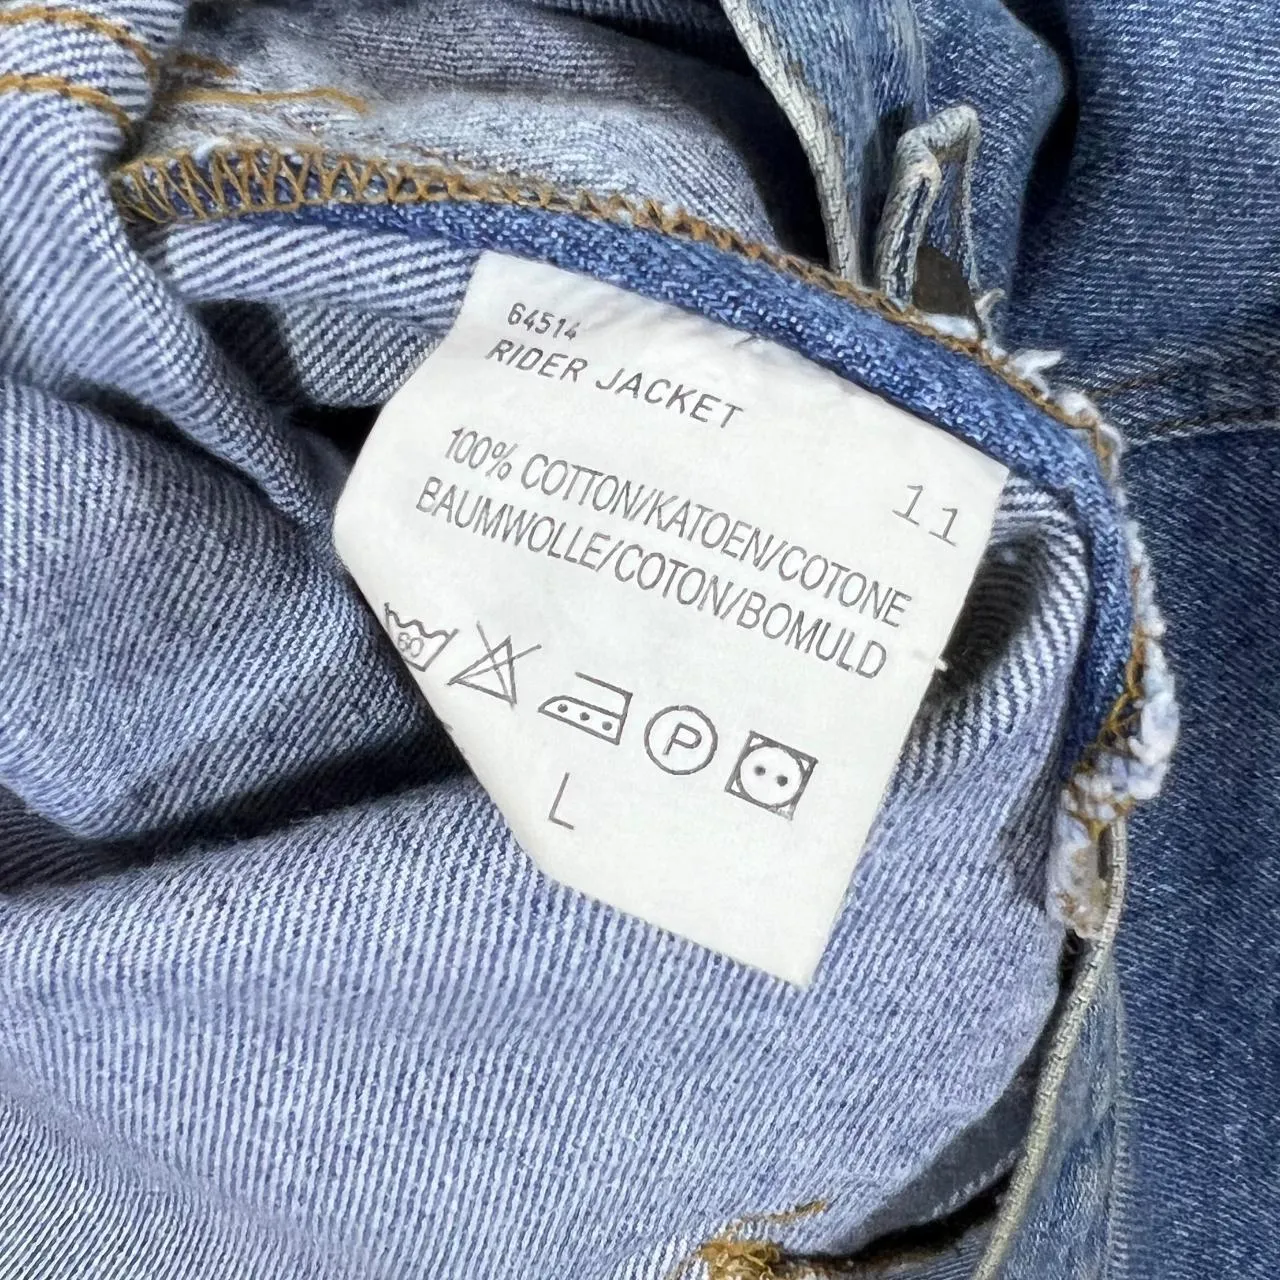 64514
RIDER JACKET
11
100% COTTON/KATOEN/COTONE
BAUMWOLLE/COTON/BOMULD
60
P
L